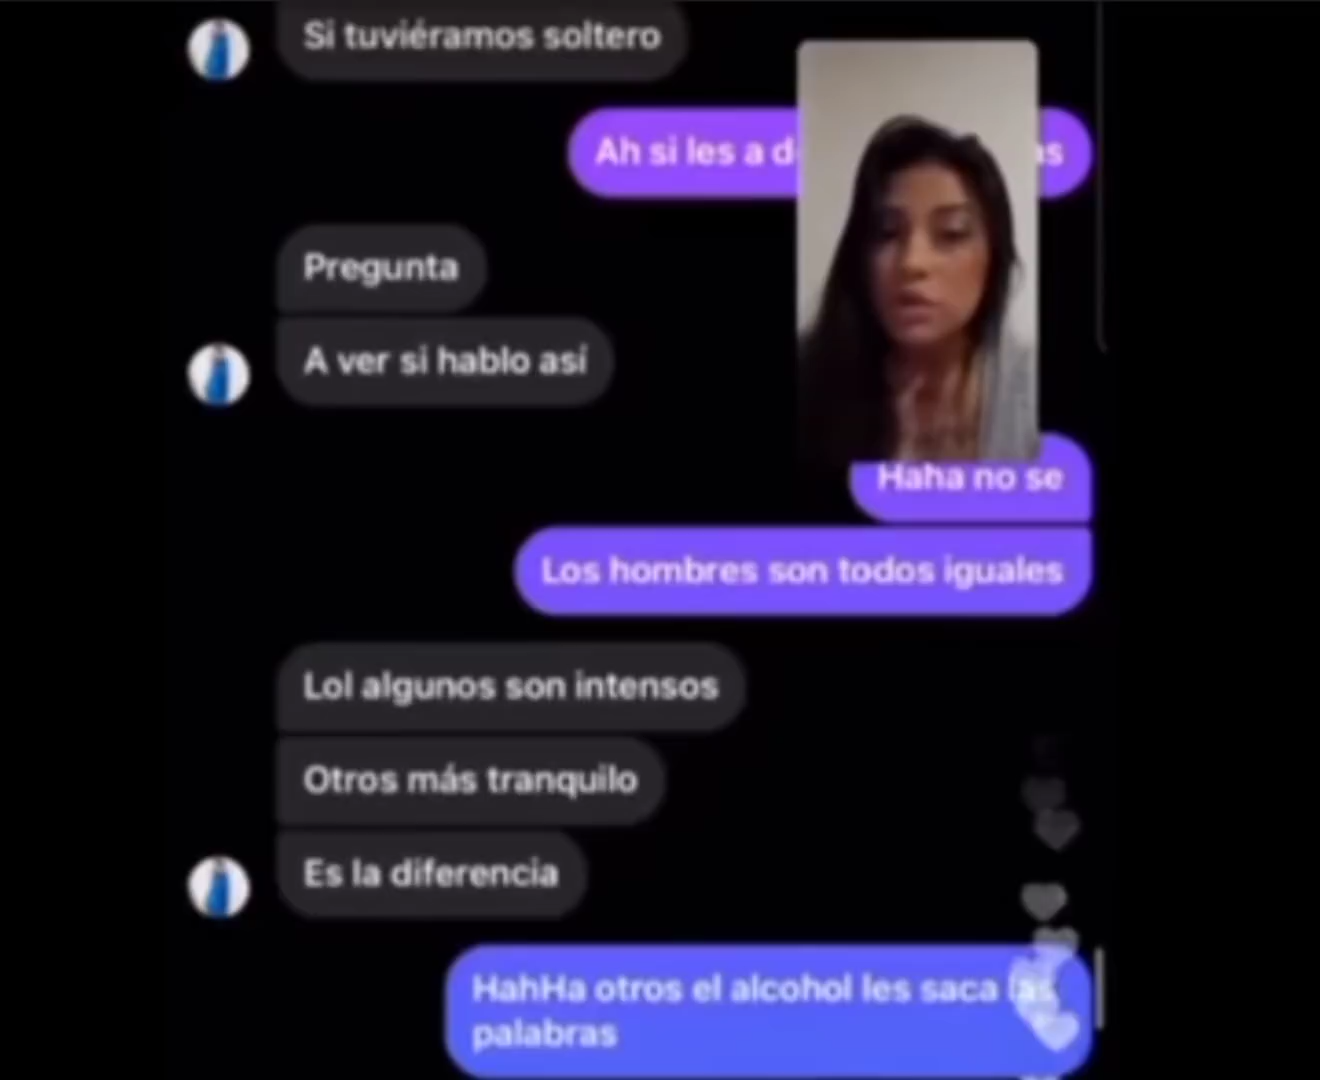 Si tuviéramos soltero
Ah si les a
Pregunta
A ver si hablo así
Haha no se
Los hombres son todos iguales
Lol algunos son intensos
Otros más tranquilo
Es la diferencia
HahHa otros el alcohol les saca las
palabras